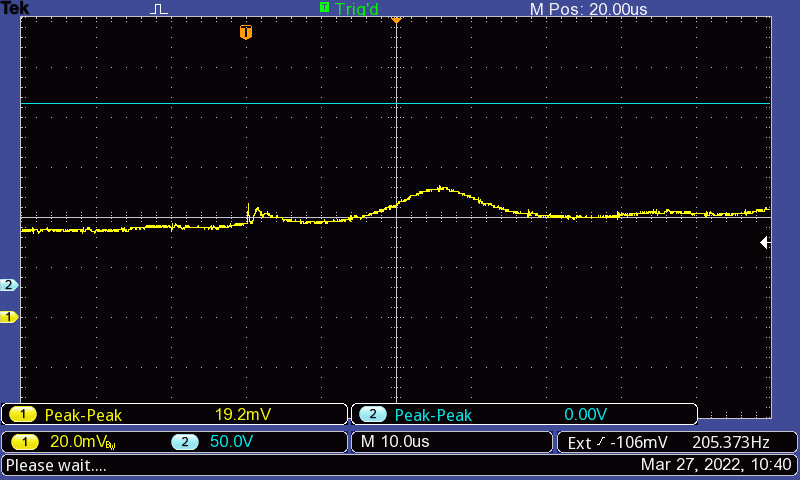 Tek Trig'd M Pos: 20.00us
T
2
1
1 Peak-Peak 19.2mV 2 Peak-Peak 0.00V
1 20.0mVBW 2 50.0V M 10.0us Ext -106mV 205.373Hz
Please wait.... Mar 27, 2022, 10:40